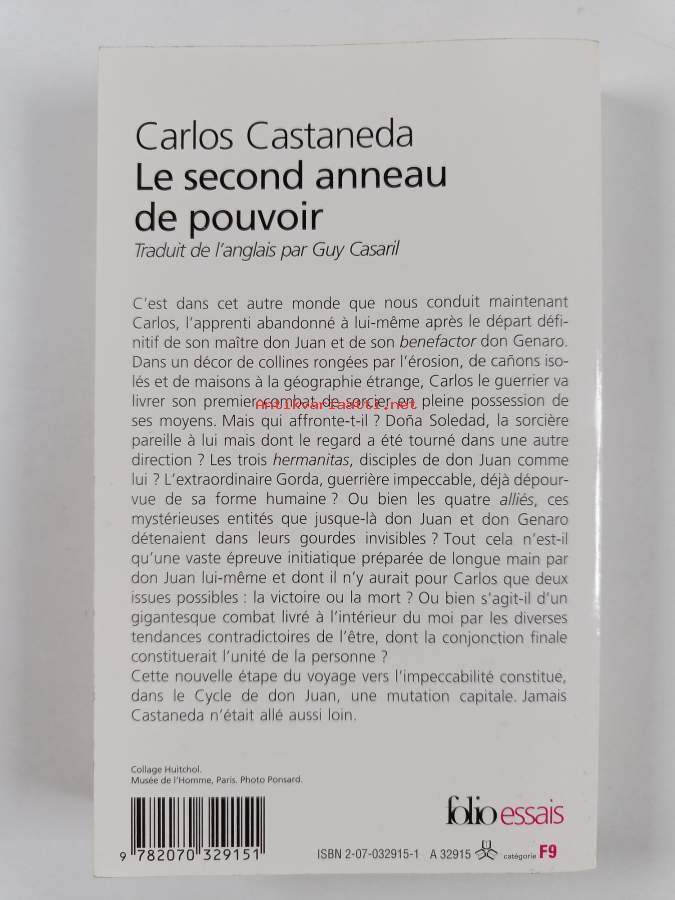 Carlos Castaneda
Le second anneau
de pouvoir
Traduit de l'anglais par Guy Casaril
C'est dans cet autre monde que nous conduit maintenant
Carlos, l'apprenti abandonné à lui-même après le départ défi-
nitif de son maître don Juan et de son benefactor don Genaro.
Dans un décor de collines rongées par l'érosion, de cañons iso-
lés et de maisons à la géographie étrange, Carlos le guerrier va
livrer son premier combat de sorcier en pleine possession de
Antikvariaatti.net
ses moyens. Mais qui affronte-t-il ? Doña Soledad, la sorcière
pareille à lui mais dont le regard a été tourné dans une autre
direction ? Les trois hermanitas, disciples de don Juan comme
lui ? L'extraordinaire Gorda, guerrière impeccable, déjà dépour-
vue de sa forme humaine ? Ou bien les quatre alliés, ces
mystérieuses entités que jusque-là don Juan et don Genaro
détenaient dans leurs gourdes invisibles ? Tout cela n'est-il
qu'une vaste épreuve initiatique préparée de longue main par
don Juan lui-même et dont il n'y aurait pour Carlos que deux
issues possibles : la victoire ou la mort ? Ou bien s'agit-il d'un
gigantesque combat livré à l'intérieur du moi par les diverses
tendances contradictoires de l'être, dont la conjonction finale
constituerait l'unité de la personne ?
Cette nouvelle étape du voyage vers l'impeccabilité constitue,
dans le Cycle de don Juan, une mutation capitale. Jamais
Castaneda n'était allé aussi loin.
Collage Huitchol.
Musée de l'Homme, Paris. Photo Ponsard.
folio essais
9 782070 329151
ISBN 2-07-032915-1 A 32915 catégorie F9